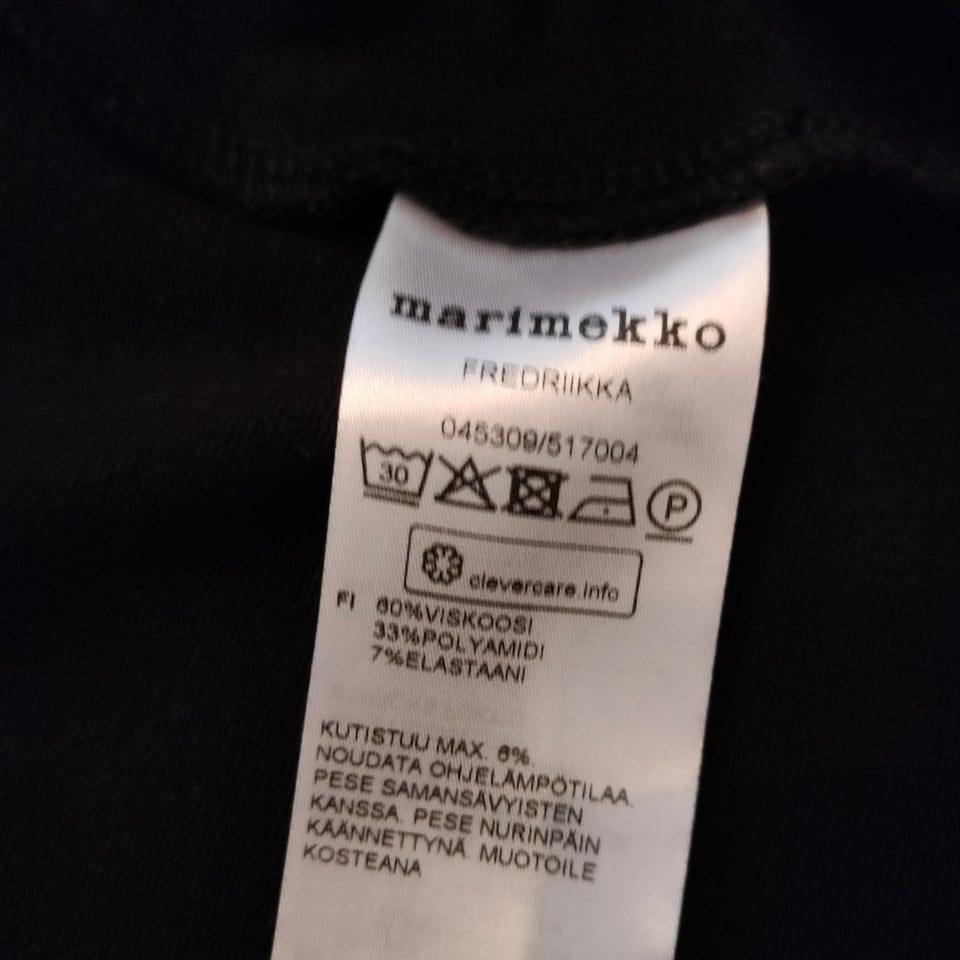 marimekko
FREDRIIKKA
045309/517004
30 P
clevercare.info
FI 60%VISKOOSI
33%POLYAMIDI
7%ELASTAANI
KUTISTUU MAX. 6%.
NOUDATA OHJELÄMPÖTILAA.
PESE SAMANSÄVYISTEN
KANSSA. PESE NURINPÄIN
KÄÄNNETTYNÄ. MUOTOILE
KOSTEANA